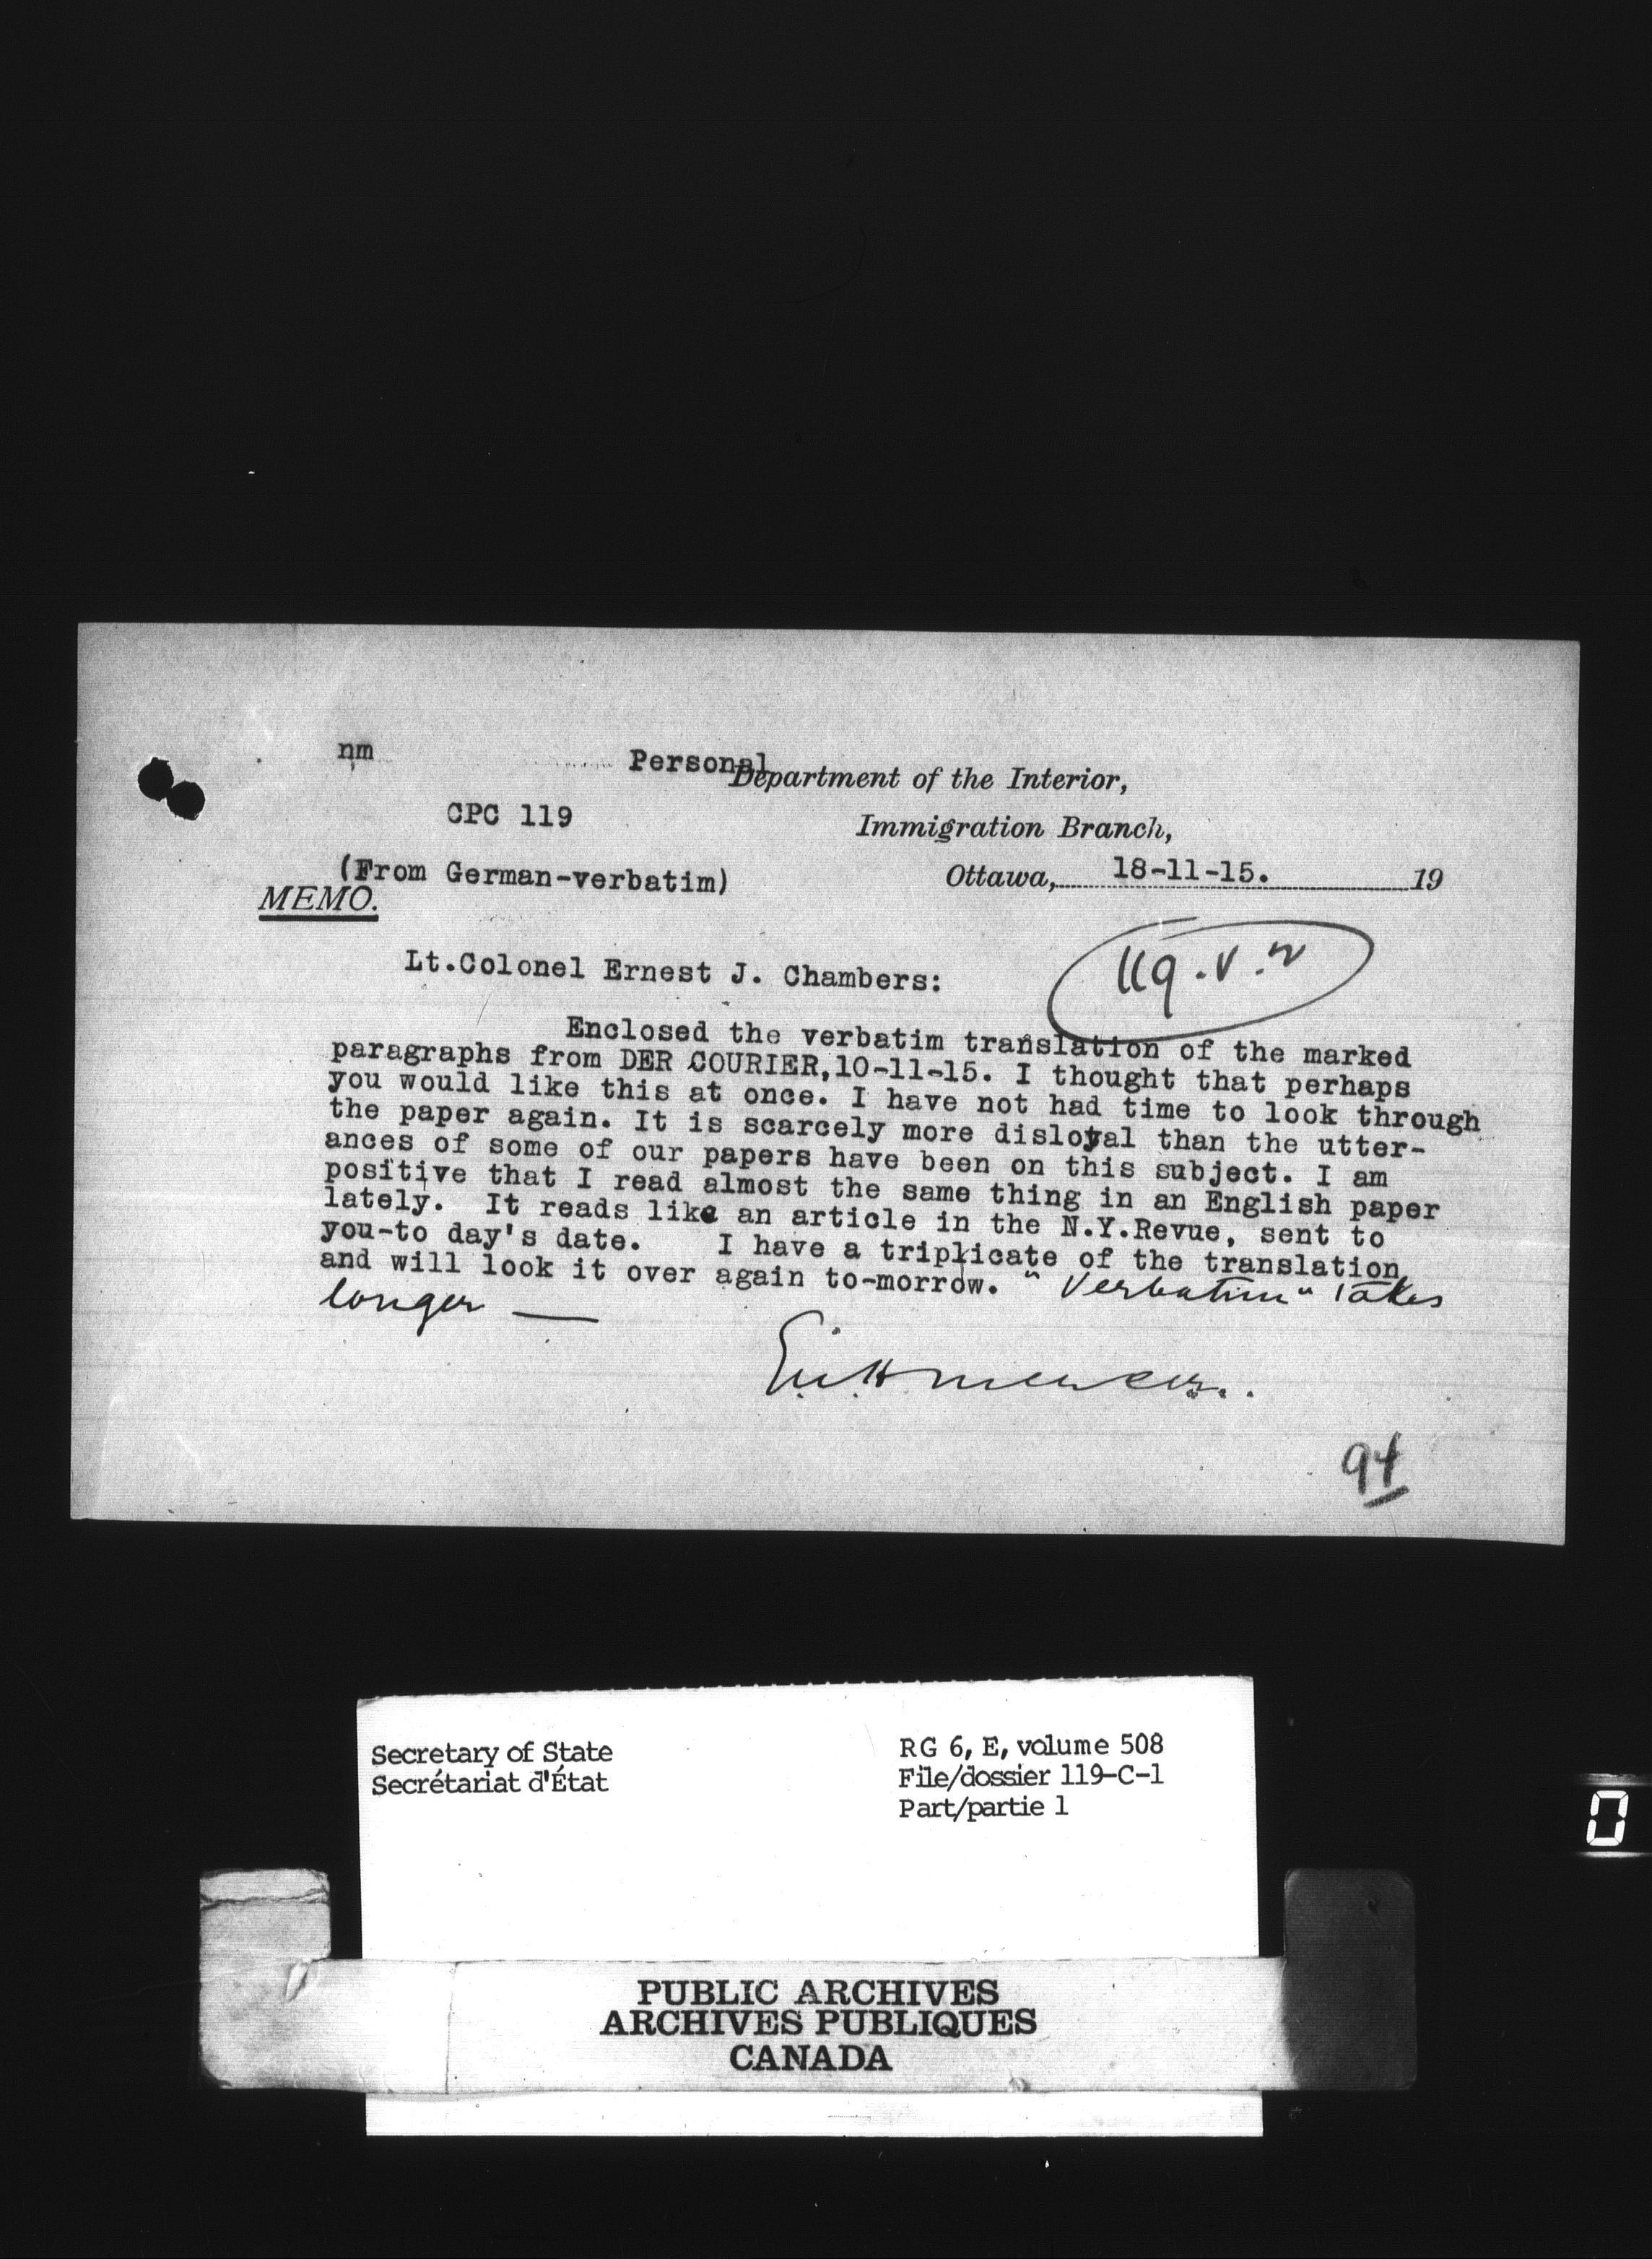 nm
Personal
Department of the Interior,
CPC 119
Immigration Branch,
(From German-verbatim)
Ottawa, 18-11-15. 19
MEMO.
Lt.Colonel Ernest J. Chambers:
119.V.2
Enclosed the verbatim translation of the marked
paragraphs from DER COURIER,10-11-15. I thought that perhaps
you would like this at once. I have not had time to look through
the paper again. It is scarcely more disloyal than the utter-
ances of some of our papers have been on this subject. I am
positive that I read almost the same thing in an English paper
lately. It reads like an article in the N.Y.Revue, sent to
you-to day's date. I have a triplicate of the translation
and will look it over again to-morrow. "Verbatim" takes
longer —
94
Secretary of State
Secrétariat d'État
RG 6, E, volume 508
File/dossier 119-C-1
Part/partie 1
0
PUBLIC ARCHIVES
ARCHIVES PUBLIQUES
CANADA